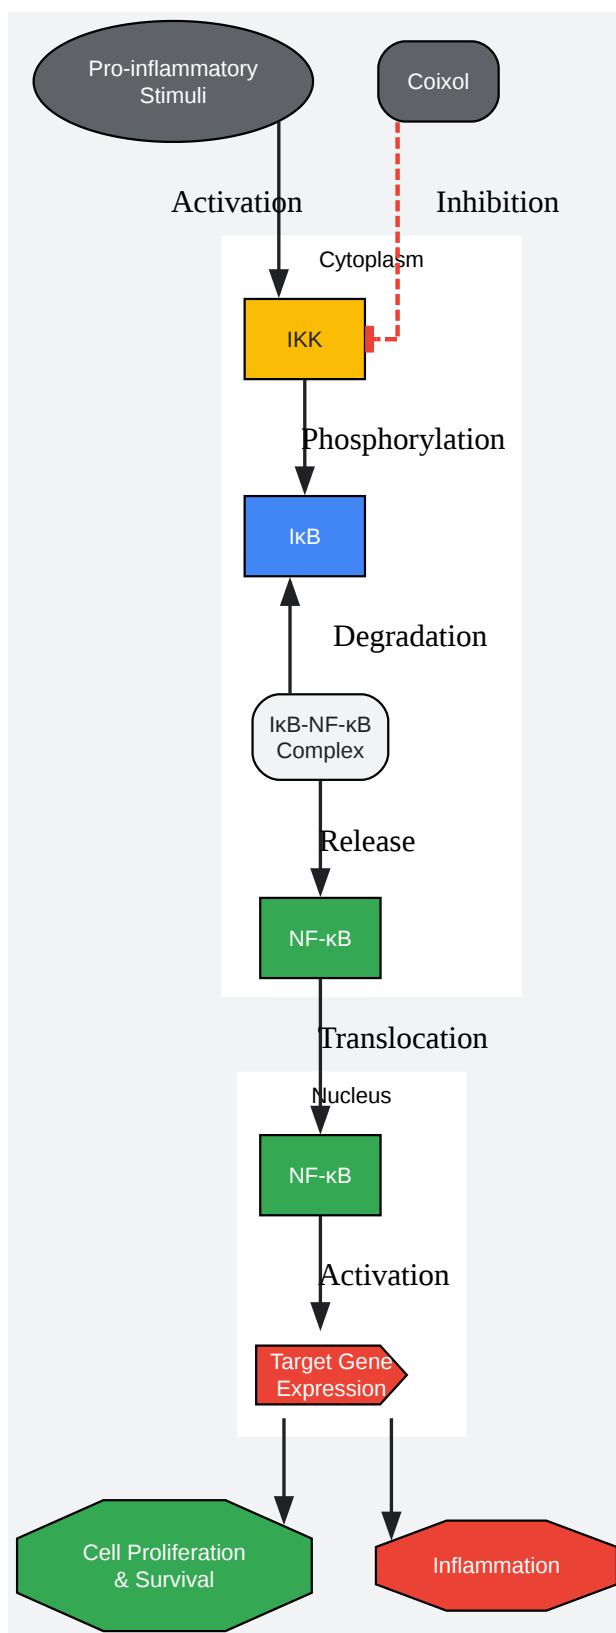 Pro-inflammatory
Stimuli
Coixol
Activation
Inhibition
Cytoplasm
IKK
Phosphorylation
IκB
Degradation
IκB-NF-κB
Complex
Release
NF-κB
Translocation
Nucleus
NF-κB
Activation
Target Gene
Expression
Cell Proliferation
& Survival
Inflammation